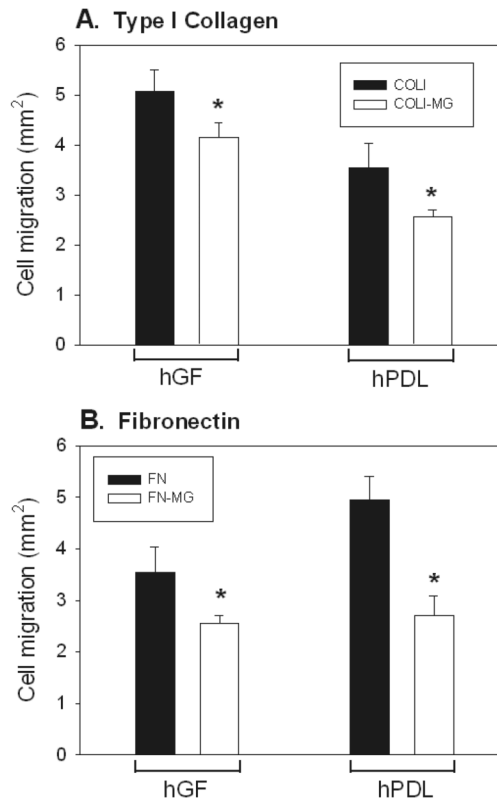 A. Type I Collagen
Cell migration (mm²)
6
5
4
3
2
1
0
COLI
COLI-MG
*
*
hGF
hPDL
B. Fibronectin
Cell migration (mm²)
6
5
4
3
2
1
0
FN
FN-MG
*
*
hGF
hPDL